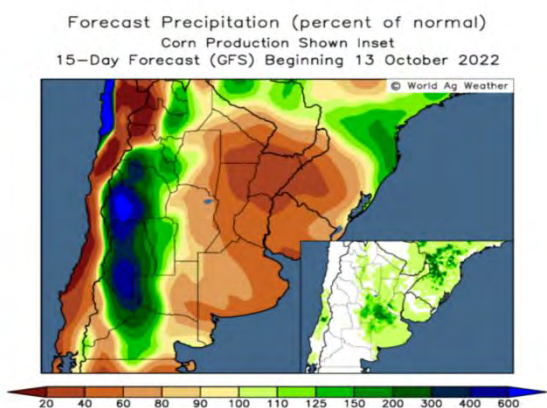 Forecast Precipitation (percent of normal)
Corn Production Shown Inset
15-Day Forecast (GFS) Beginning 13 October 2022
© World Ag Weather
20 40 60 80 90 100 110 125 150 200 300 400 600